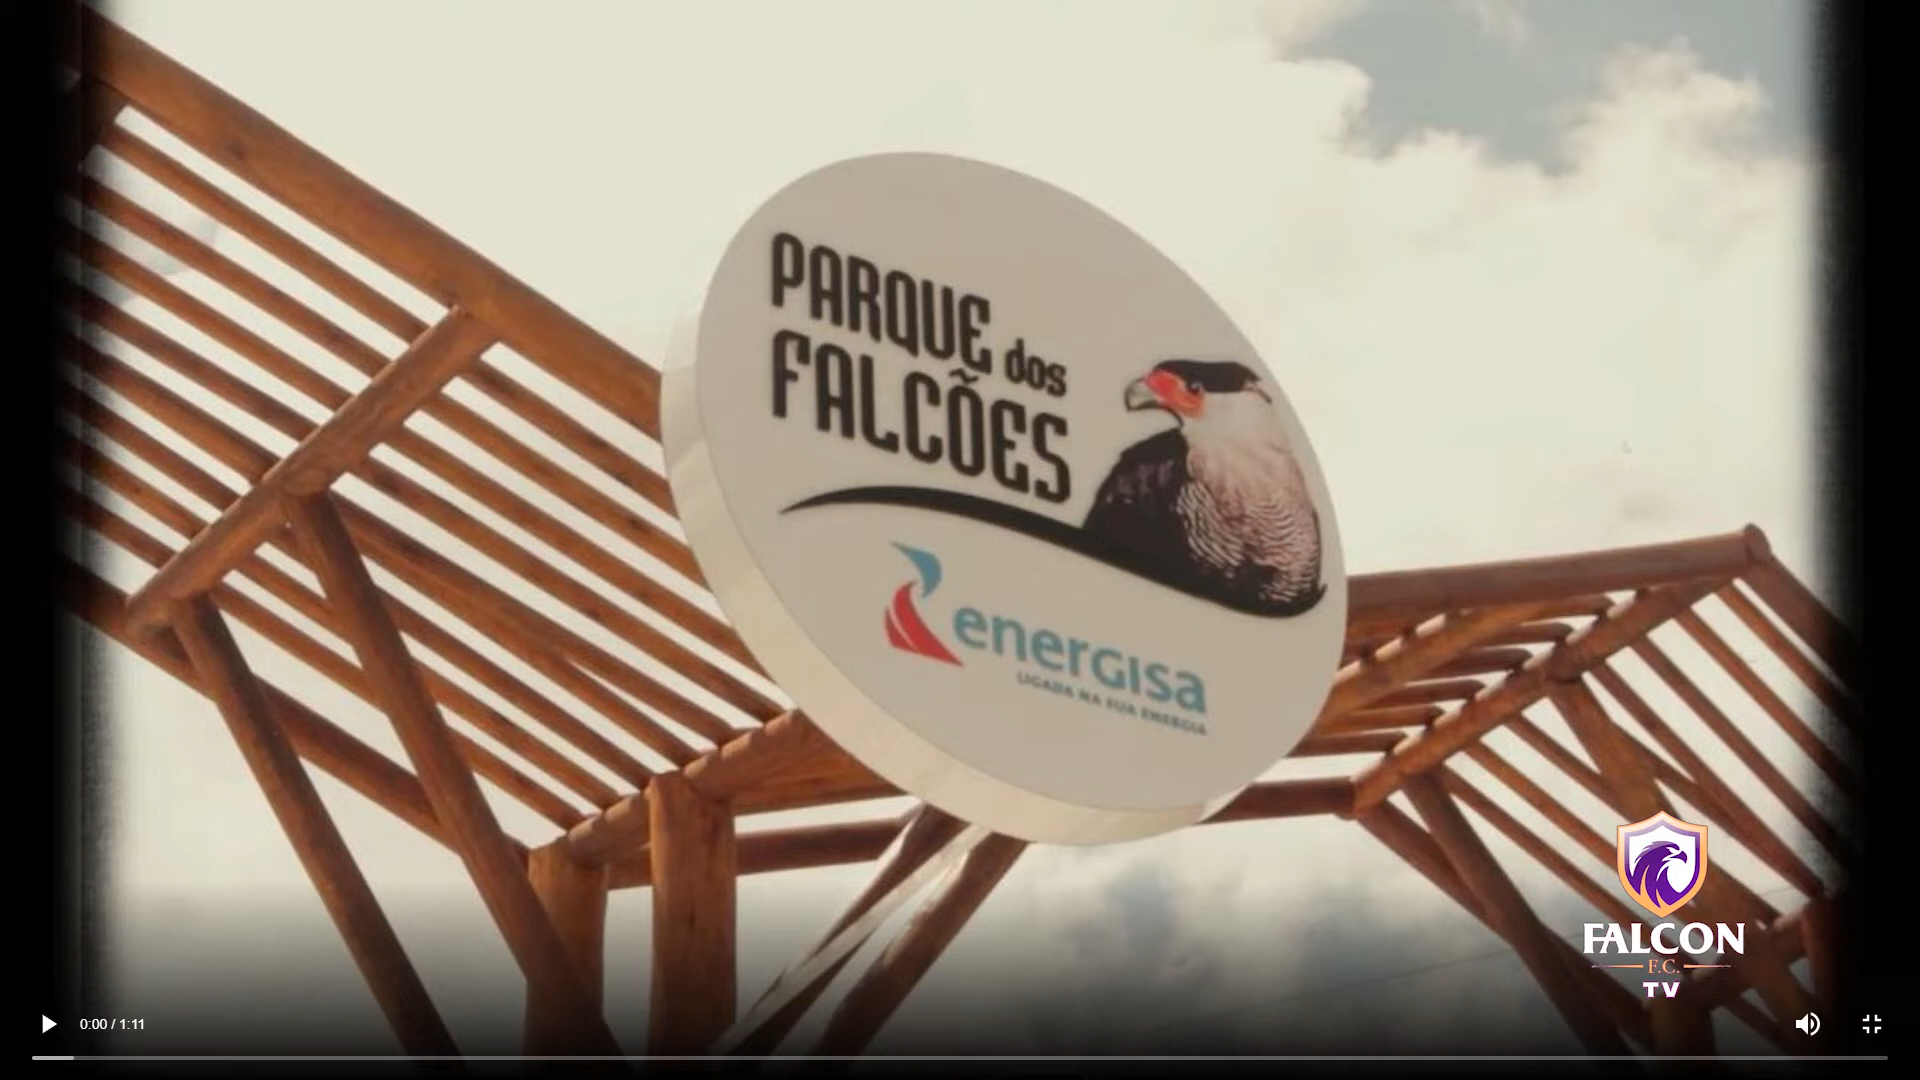 PARQUE dos
FALCÕES
energisa
LIGADA NA SUA ENERGIA
FALCON
F.C.
TV
0:00 / 1:11